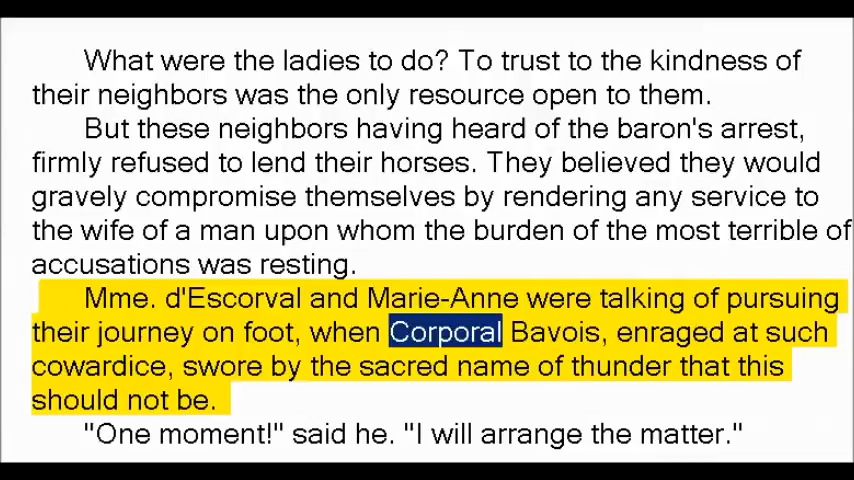 What were the ladies to do? To trust to the kindness of
their neighbors was the only resource open to them.
But these neighbors having heard of the baron's arrest,
firmly refused to lend their horses. They believed they would
gravely compromise themselves by rendering any service to
the wife of a man upon whom the burden of the most terrible of
accusations was resting.
Mme. d'Escorval and Marie-Anne were talking of pursuing
their journey on foot, when Corporal Bavois, enraged at such
cowardice, swore by the sacred name of thunder that this
should not be.
"One moment!" said he. "I will arrange the matter."